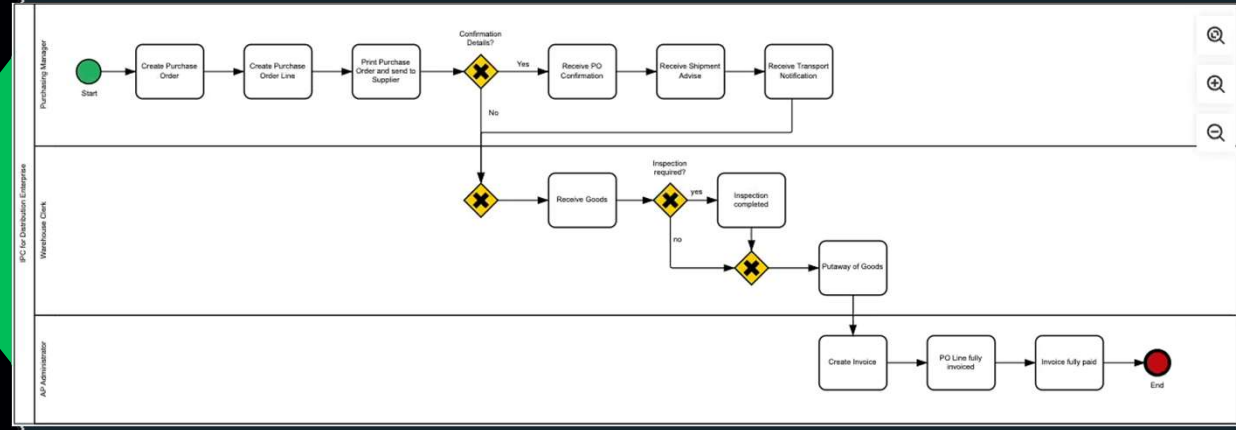 IPC for Distribution Enterprise
Purchasing Manager
Start
Create Purchase
Order
Create Purchase
Order Line
Print Purchase
Order and send to
Supplier
Confirmation
Details?
Yes
No
Receive PO
Confirmation
Receive Shipment
Advise
Receive Transport
Notification
Warehouse Clerk
Receive Goods
Inspection
required?
yes
no
Inspection
completed
Putaway of Goods
AP Administrator
Create Invoice
PO Line fully
invoiced
Invoice fully paid
End